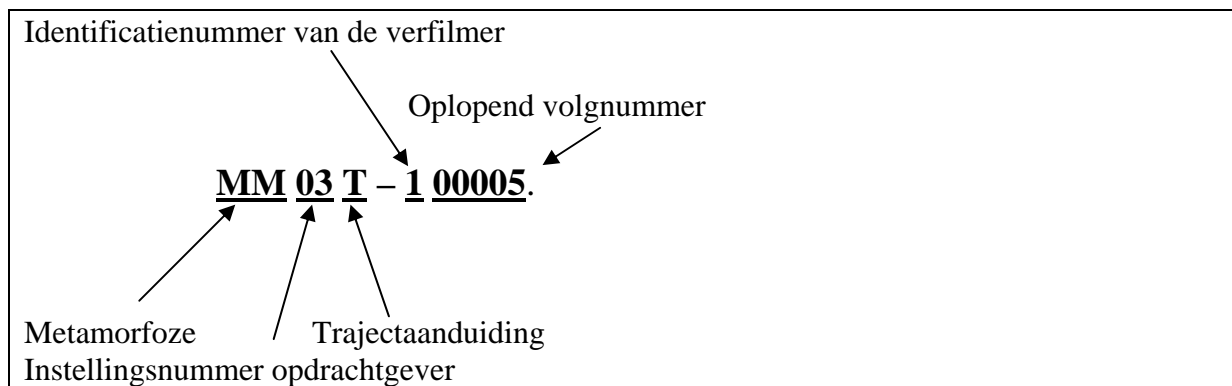 Identificatienummer van de verfilmer
Oplopend volgnummer
MM 03 T – 1 00005.
Metamorfoze Trajectaanduiding
Instellingsnummer opdrachtgever